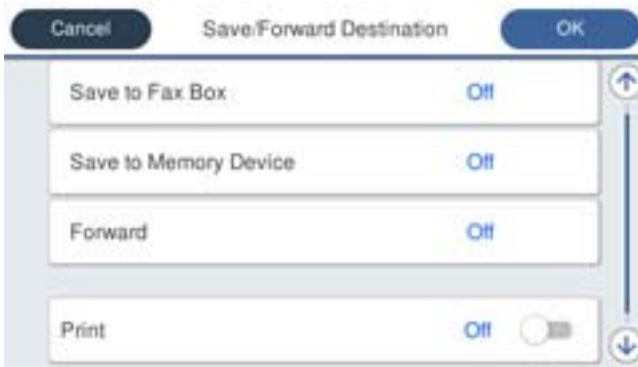 Cancel Save/Forward Destination OK
Save to Fax Box Off
Save to Memory Device Off
Forward Off
Print Off